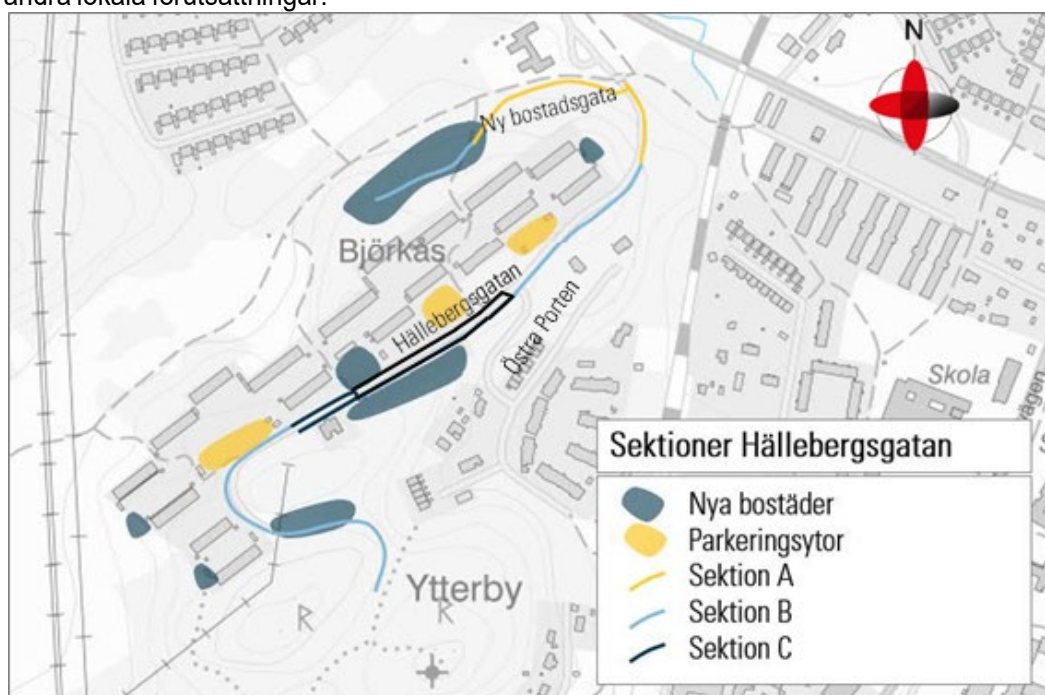 andra lokala förutsättningar.
N
Ny bostadsgata
Björkås
Hällebergsgatan
Östra Porten
Skola
vägen
Ytterby
R
R
Sektioner Hällebergsgatan
Nya bostäder
Parkeringsytor
Sektion A
Sektion B
Sektion C